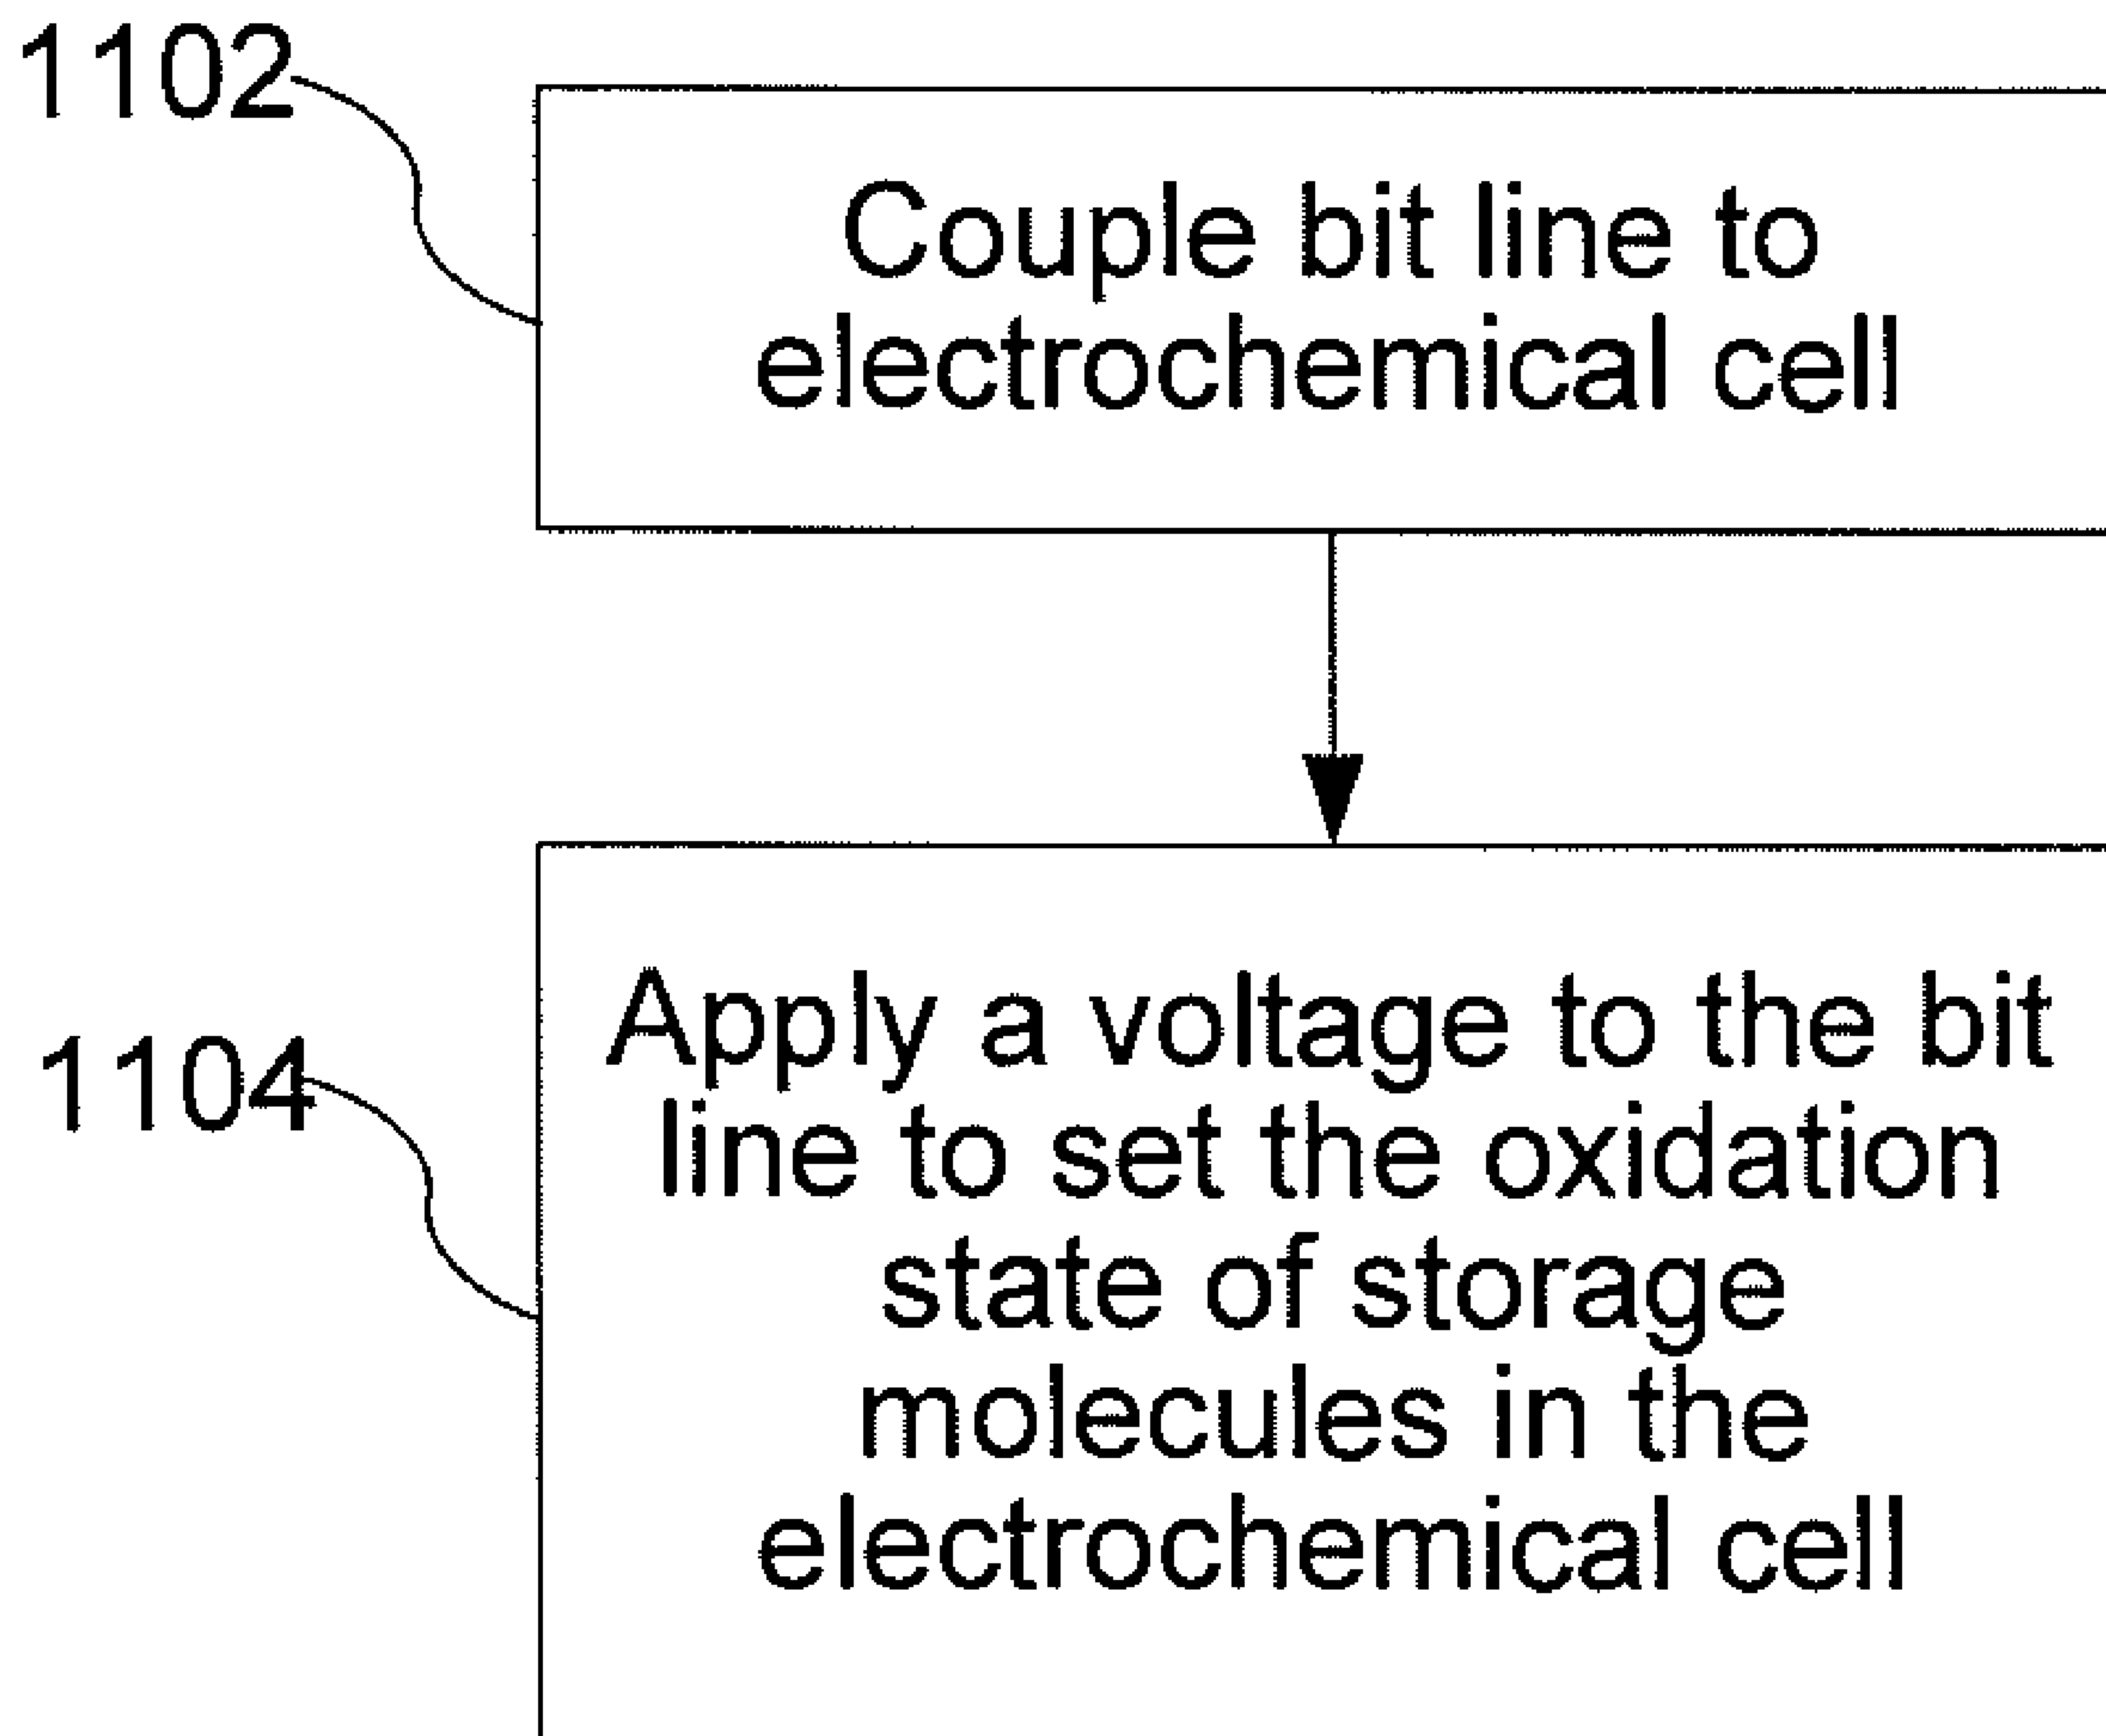 1102
Couple bit line to
electrochemical cell
1104
Apply a voltage to the bit
line to set the oxidation
state of storage
molecules in the
electrochemical cell